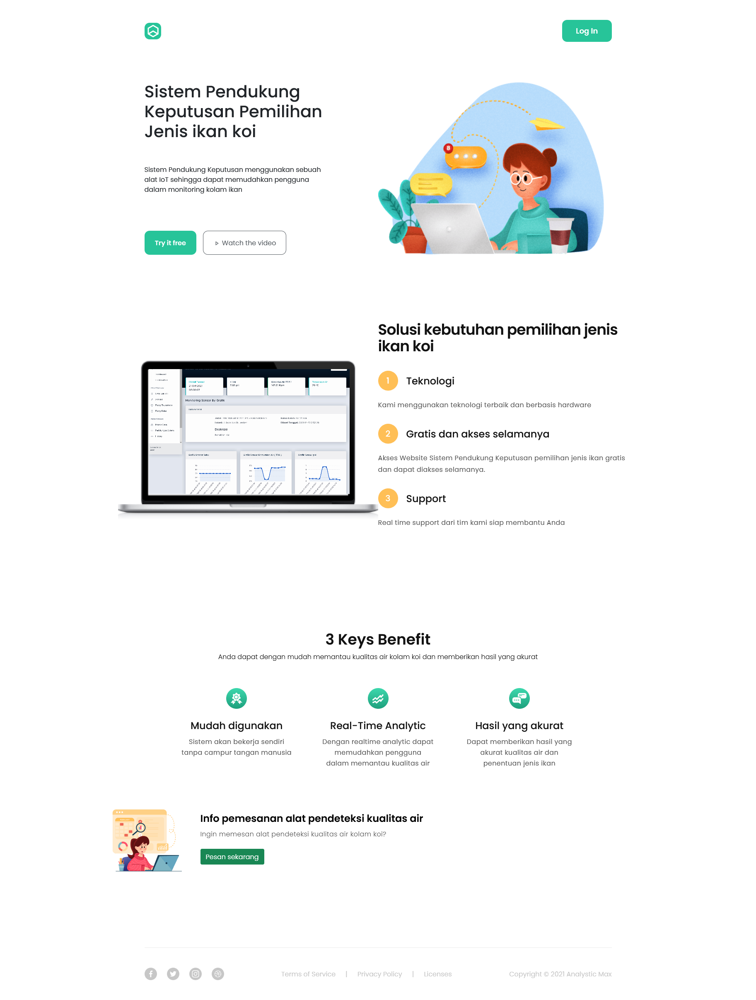 Log In
Sistem Pendukung
Keputusan Pemilihan
Jenis ikan koi
8
Sistem Pendukung Keputusan menggunakan sebuah
alat IoT sehingga dapat memudahkan pengguna
dalam monitoring kolam ikan
Try it free
Watch the video
Solusi kebutuhan pemilihan jenis
ikan koi
21 Oct 2021
Monitoring Sensor By Grafik
Deskripsi
1 Teknologi
Kami menggunakan teknologi terbaik dan berbasis hardware
2 Gratis dan akses selamanya
Akses Website Sistem Pendukung Keputusan pemilihan jenis ikan gratis
dan dapat diakses selamanya.
3 Support
Real time support dari tim kami siap membantu Anda
3 Keys Benefit
Anda dapat dengan mudah memantau kualitas air kolam koi dan memberikan hasil yang akurat
Mudah digunakan
Sistem akan bekerja sendiri
tanpa campur tangan manusia
Real-Time Analytic
Dengan realtime analytic dapat
memudahkan pengguna
dalam memantau kualitas air
Hasil yang akurat
Dapat memberikan hasil yang
akurat kualitas air dan
penentuan jenis ikan
Info pemesanan alat pendeteksi kualitas air
Ingin memesan alat pendeteksi kualitas air kolam koi?
Pesan sekarang
Terms of Service | Privacy Policy | Licenses
Copyright © 2021 Analystic Max